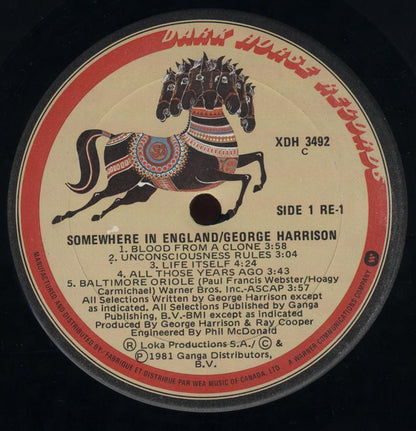 DARK HORSE RECORDS
XDH 3492
C
SIDE 1 RE-1
SOMEWHERE IN ENGLAND/GEORGE HARRISON
1. BLOOD FROM A CLONE 3:58
2. UNCONSCIOUSNESS RULES 3:04
3. LIFE ITSELF 4:24
4. ALL THOSE YEARS AGO 3:43
5. BALTIMORE ORIOLE (Paul Francis Webster/Hoagy
Carmichael) Warner Bros. Inc-ASCAP 3:57
All Selections Written by George Harrison except
as indicated, All Selections Published by Ganga
Publishing, B.V.-BMI except as indicated
Produced By George Harrison & Ray Cooper
Engineered By Phil McDonald
Ⓡ Loka Productions S.A./ © &
Ⓟ 1981 Ganga Distributors,
B.V.
MANUFACTURED AND DISTRIBUTED BY: FABRIQUÉ ET DISTRIBUÉ PAR WEA MUSIC OF CANADA, LTD. A WARNER COMMUNICATIONS COMPANY